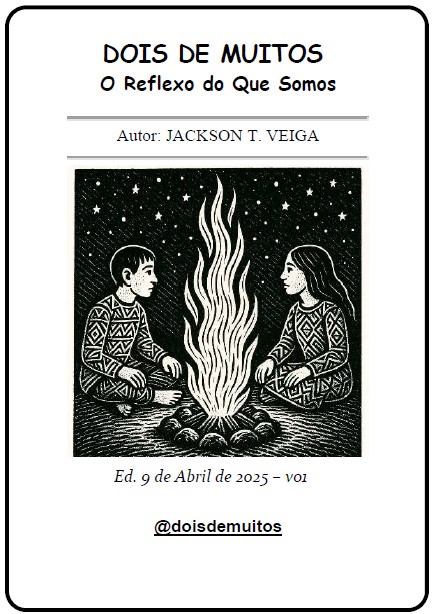 DOIS DE MUITOS
O Reflexo do Que Somos
Autor: JACKSON T. VEIGA
Ed. 9 de Abril de 2025 – v01
@doisdemuitos